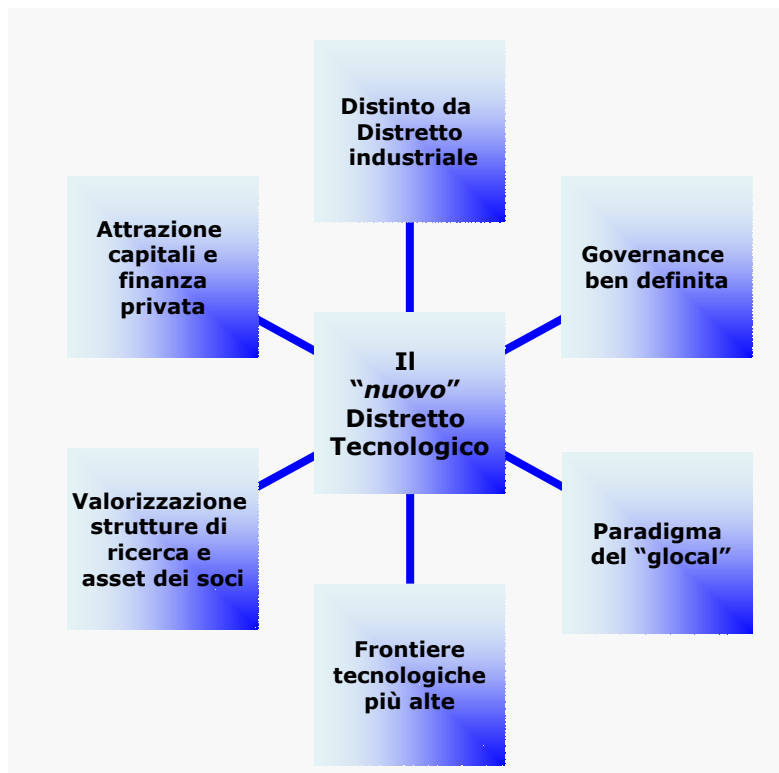 Distinto da
Distretto
industriale
Attrazione
capitali e
finanza
privata
Governance
ben definita
Il
“nuovo”
Distretto
Tecnologico
Valorizzazione
strutture di
ricerca e
asset dei soci
Paradigma
del “glocal”
Frontiere
tecnologiche
più alte